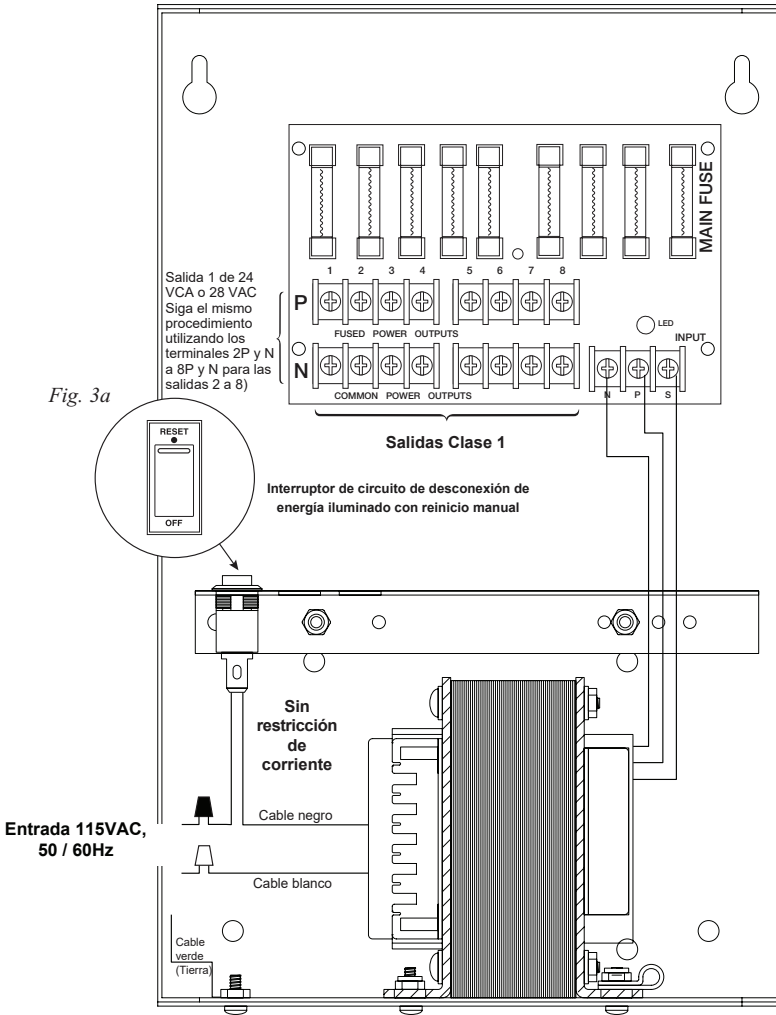 MAIN FUSE
1 2 3 4 5 6 7 8
Salida 1 de 24
VCA o 28 VAC
Siga el mismo
procedimiento
utilizando los
terminales 2P y N
a 8P y N para las
salidas 2 a 8)
P
FUSED POWER OUTPUTS
LED
INPUT
N
COMMON POWER OUTPUTS
N P S
Fig. 3a
Salidas Clase 1
RESET
OFF
Interruptor de circuito de desconexión de
energía iluminado con reinicio manual
Sin
restricción
de
corriente
Entrada 115VAC,
50 / 60Hz
Cable negro
Cable blanco
Cable
verde
(Tierra)